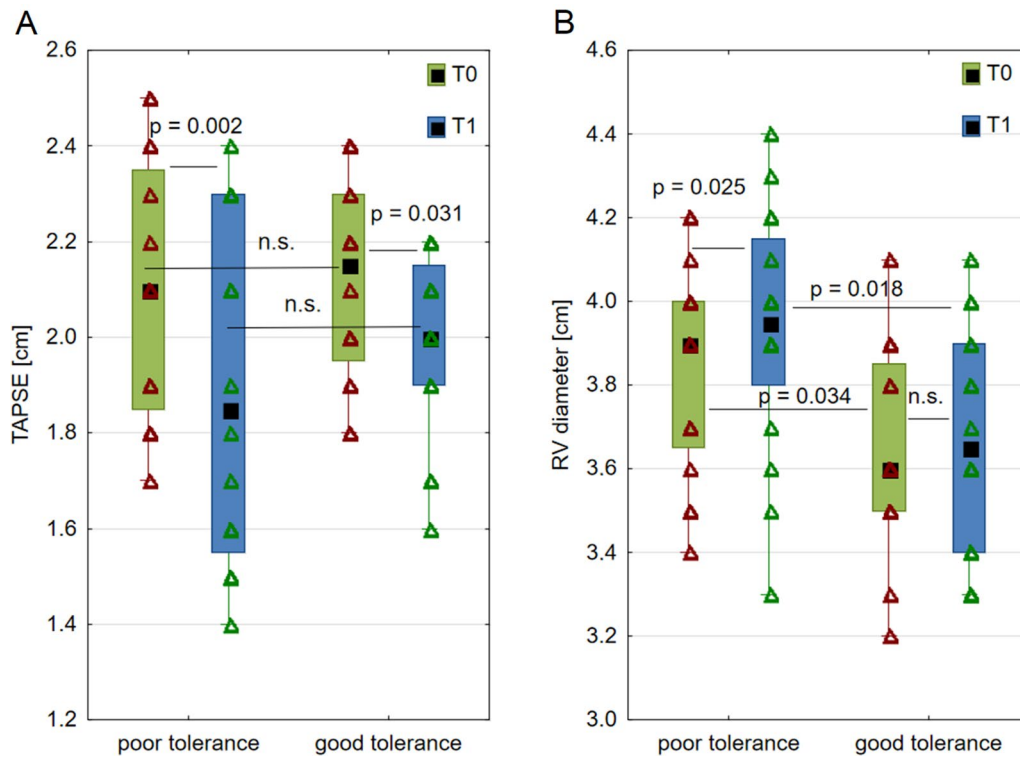 A
TAPSE [cm]
2.6
2.4
2.2
2.0
1.8
1.6
1.4
1.2
T0
T1
p = 0.002
n.s.
p = 0.031
n.s.
poor tolerance
good tolerance
B
RV diameter [cm]
4.6
4.4
4.2
4.0
3.8
3.6
3.4
3.2
3.0
T0
T1
p = 0.025
p = 0.018
p = 0.034
n.s.
poor tolerance
good tolerance